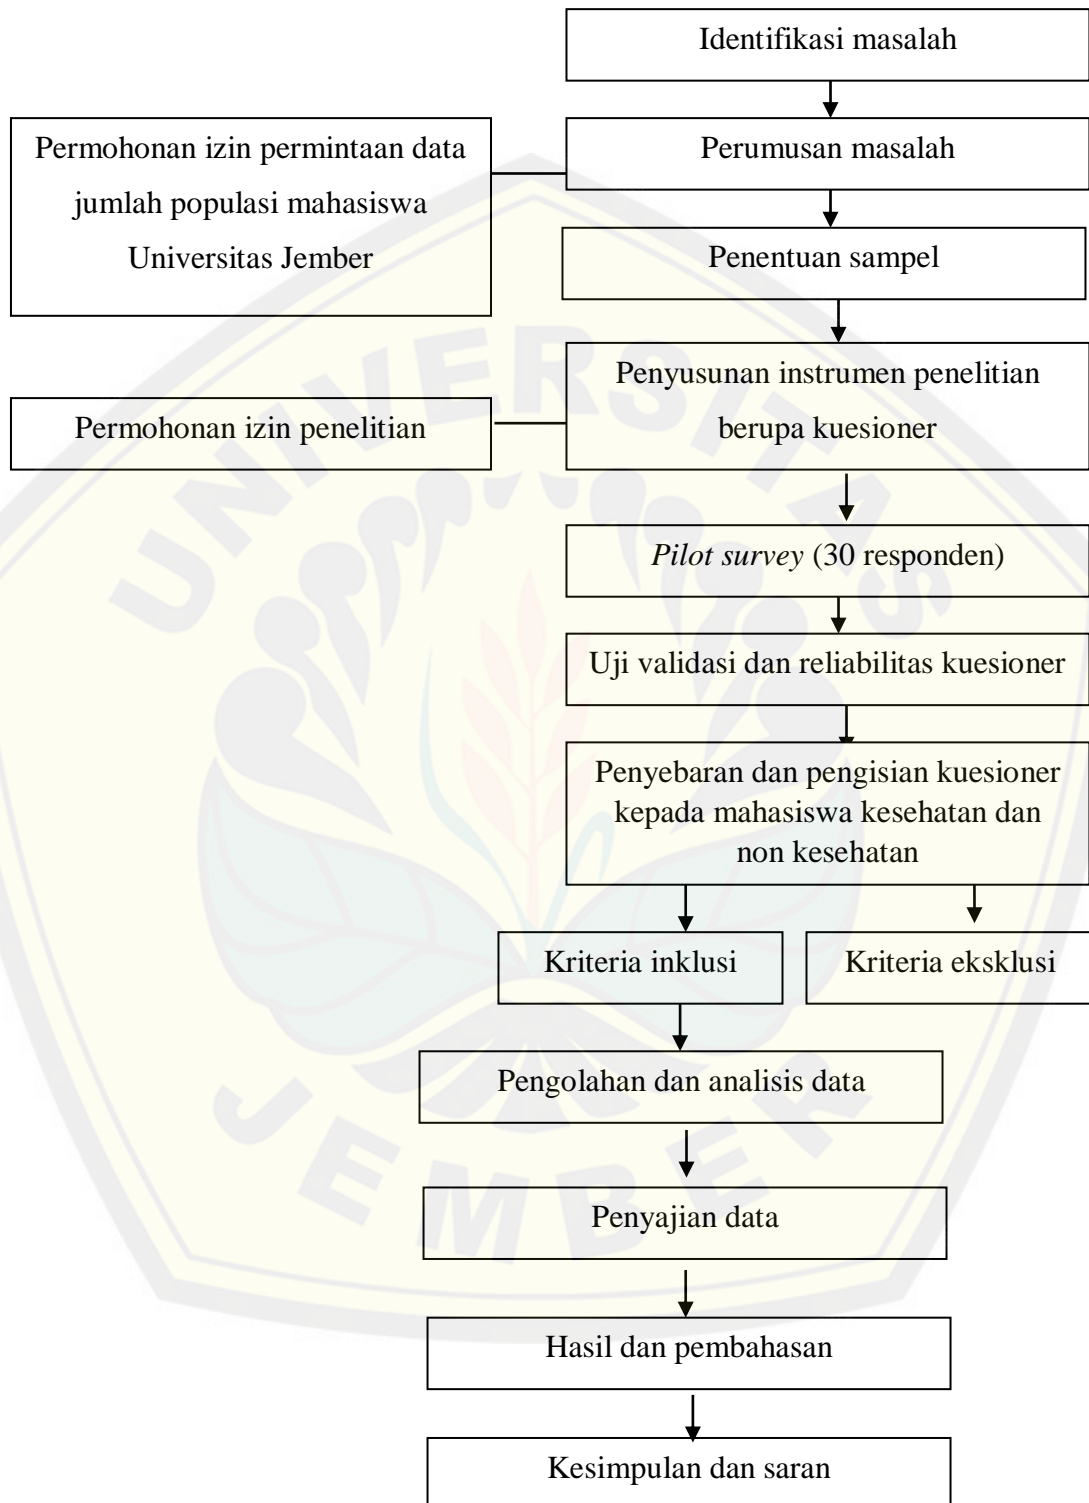 Identifikasi masalah
Permohonan izin permintaan data
jumlah populasi mahasiswa
Universitas Jember
Perumusan masalah
Penentuan sampel
Penyusunan instrumen penelitian
berupa kuesioner
Permohonan izin penelitian
Pilot survey (30 responden)
Uji validasi dan reliabilitas kuesioner
Penyebaran dan pengisian kuesioner
kepada mahasiswa kesehatan dan
non kesehatan
Kriteria inklusi
Kriteria eksklusi
Pengolahan dan analisis data
Penyajian data
Hasil dan pembahasan
Kesimpulan dan saran
UNIVERSITAS
JEMBER